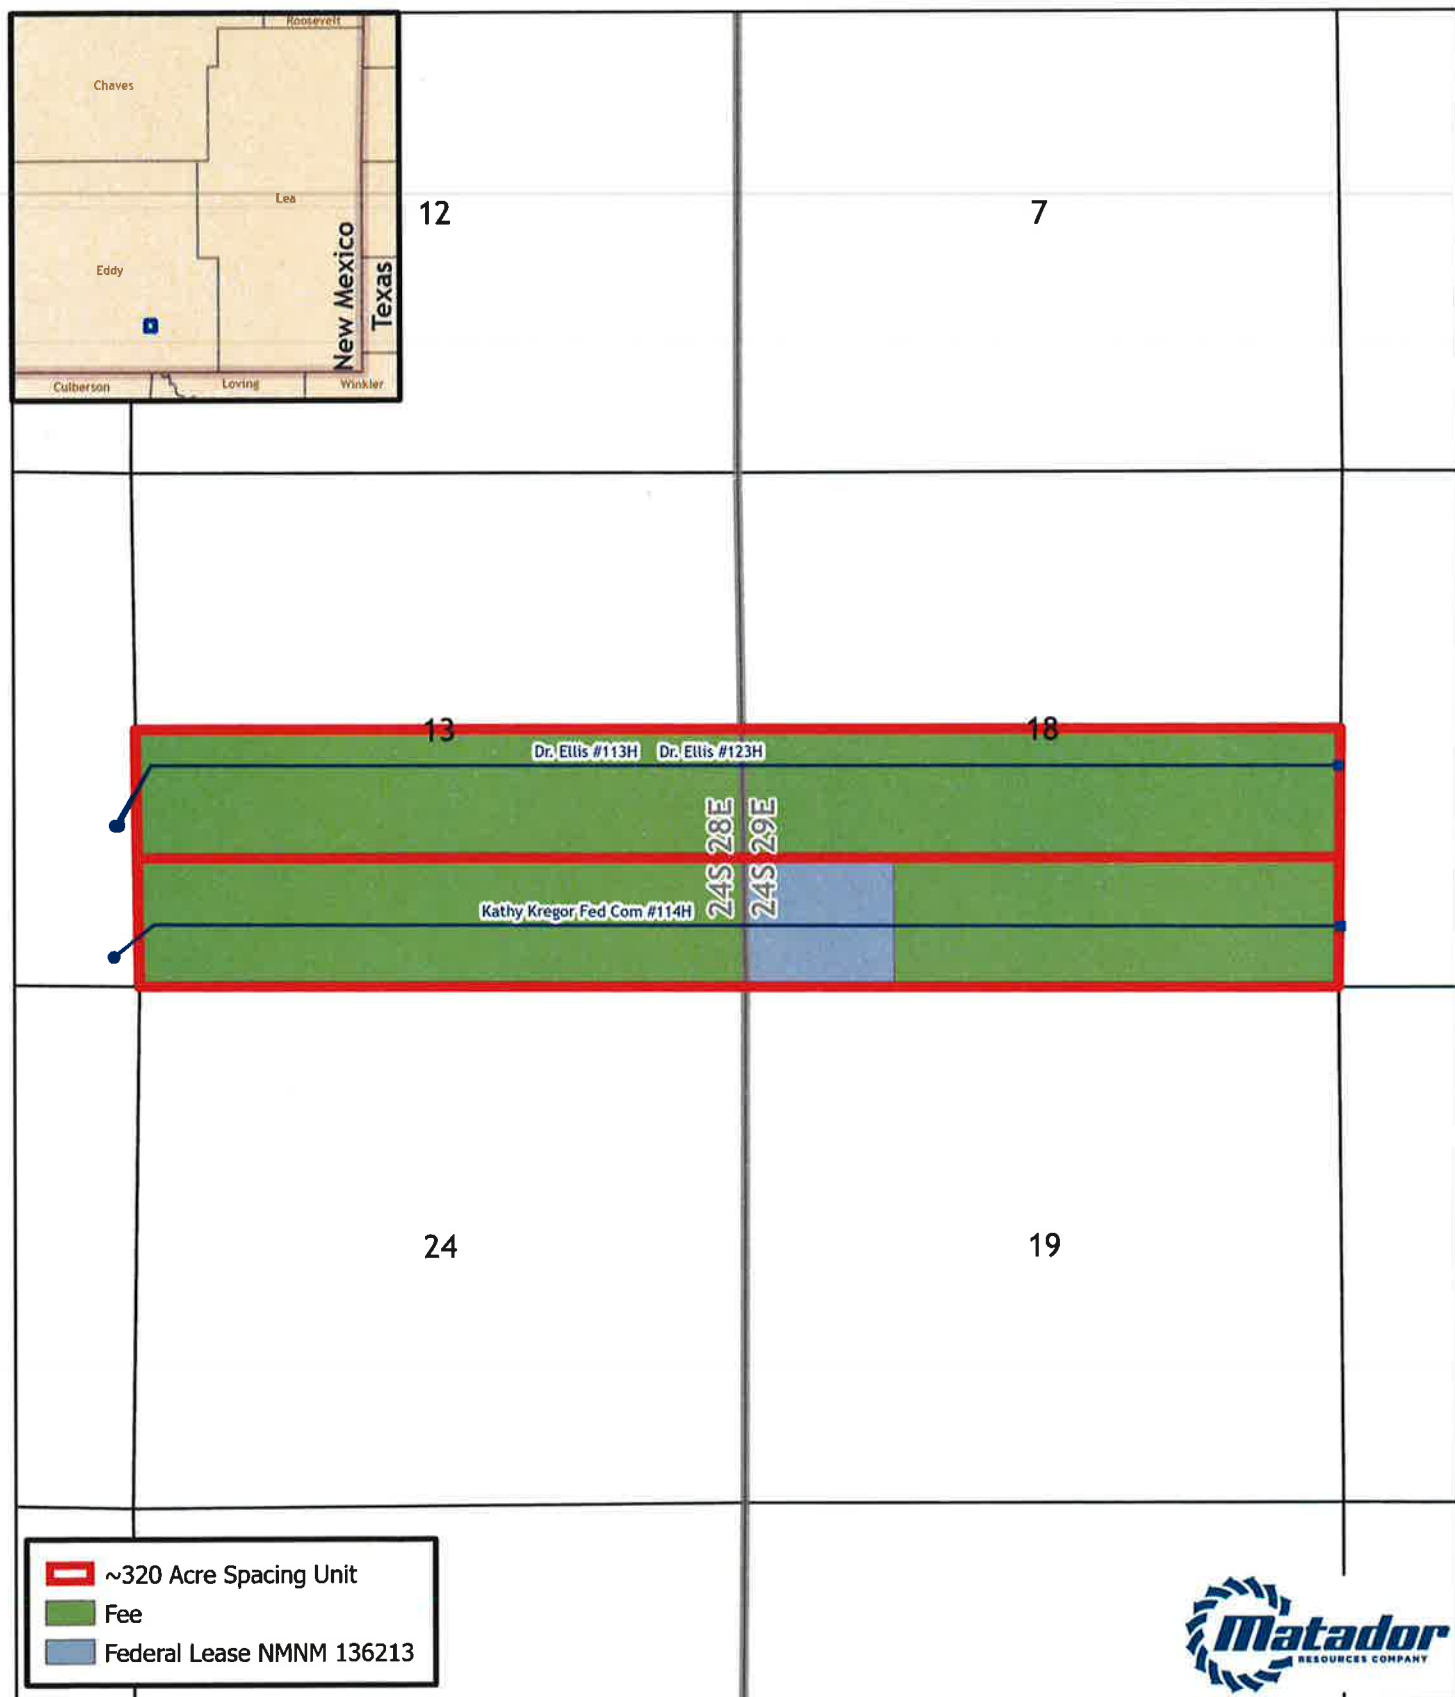 Roosevelt
Chaves
Lea
Eddy
New Mexico
Texas
Culberson
Loving
Winkler
12
7
13
18
Dr. Ellis #113H
Dr. Ellis #123H
24S 28E
24S 29E
Kathy Kregor Fed Com #114H
24
19
~320 Acre Spacing Unit
Fee
Federal Lease NMNM 136213
Matador
RESOURCES COMPANY